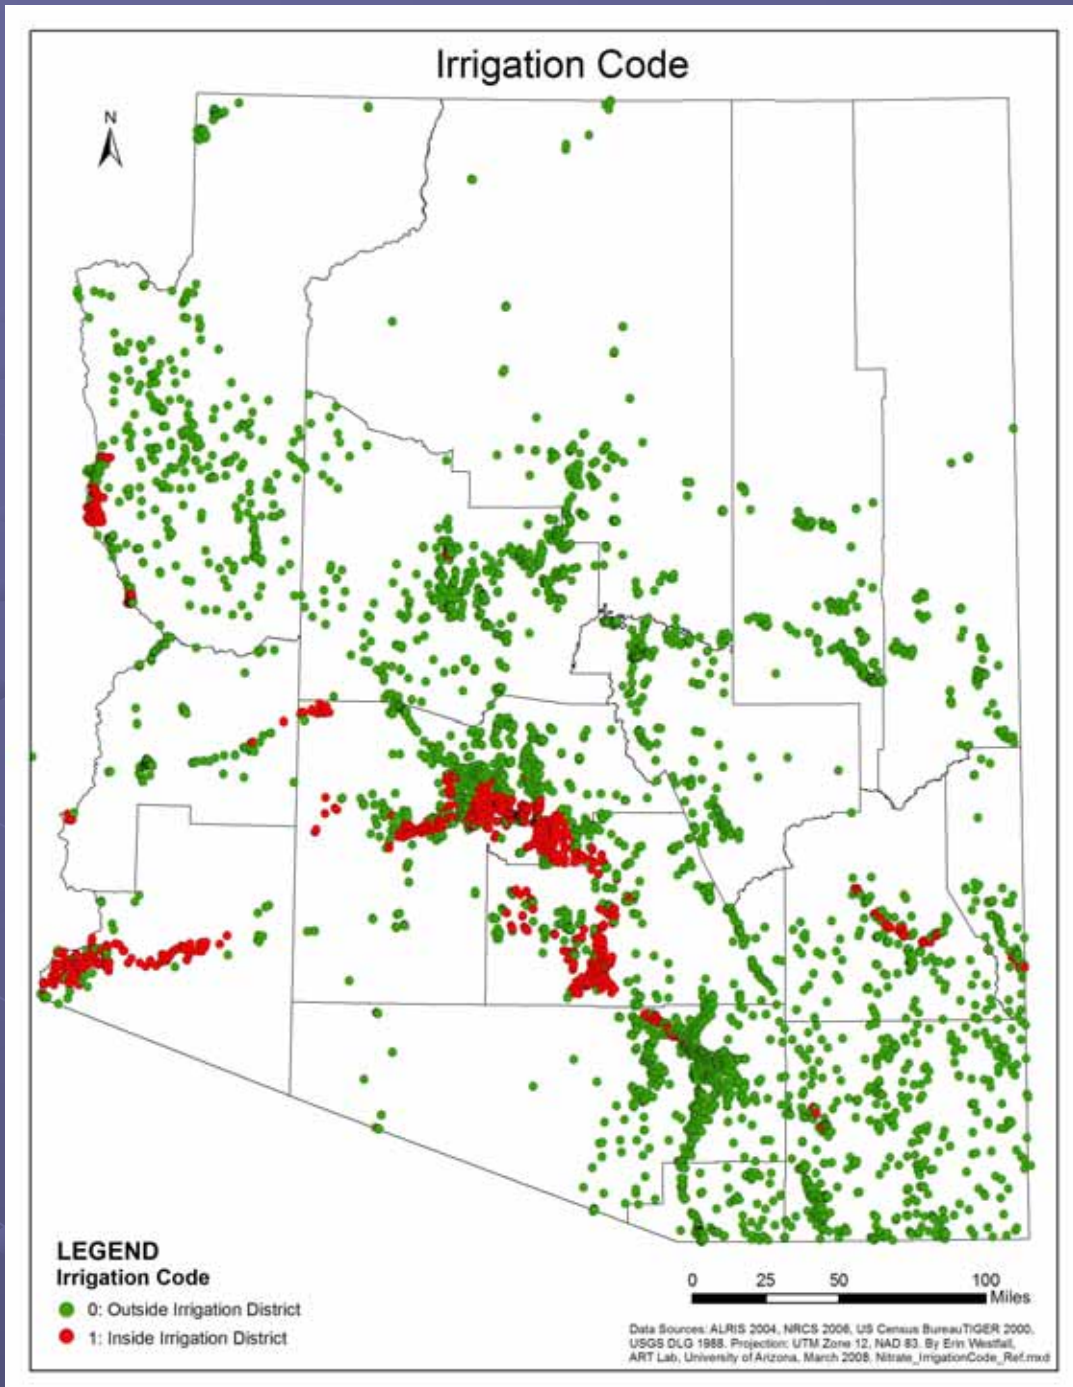 Irrigation Code
N
LEGEND
Irrigation Code
0: Outside Irrigation District
1: Inside Irrigation District
0 25 50 100
Miles
Data Sources: ALRIS 2004, NRCS 2006, US Census BureauTIGER 2000,
USGS DLG 1988. Projection: UTM Zone 12, NAD 83. By Erin Westfall,
ART Lab, University of Arizona, March 2008. Nitrate_IrrigationCode_Ref.mxd